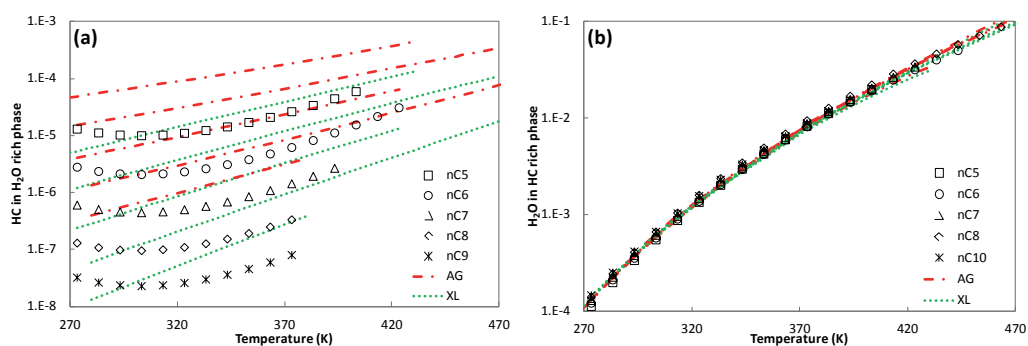 (a)
HC in H₂O rich phase
1.E-3
1.E-4
1.E-5
1.E-6
1.E-7
1.E-8
270
320
370
420
470
Temperature (K)
nC5
nC6
nC7
nC8
nC9
AG
XL
(b)
H₂O in HC rich phase
1.E-1
1.E-2
1.E-3
1.E-4
270
320
370
420
470
Temperature (K)
nC5
nC6
nC7
nC8
nC10
AG
XL